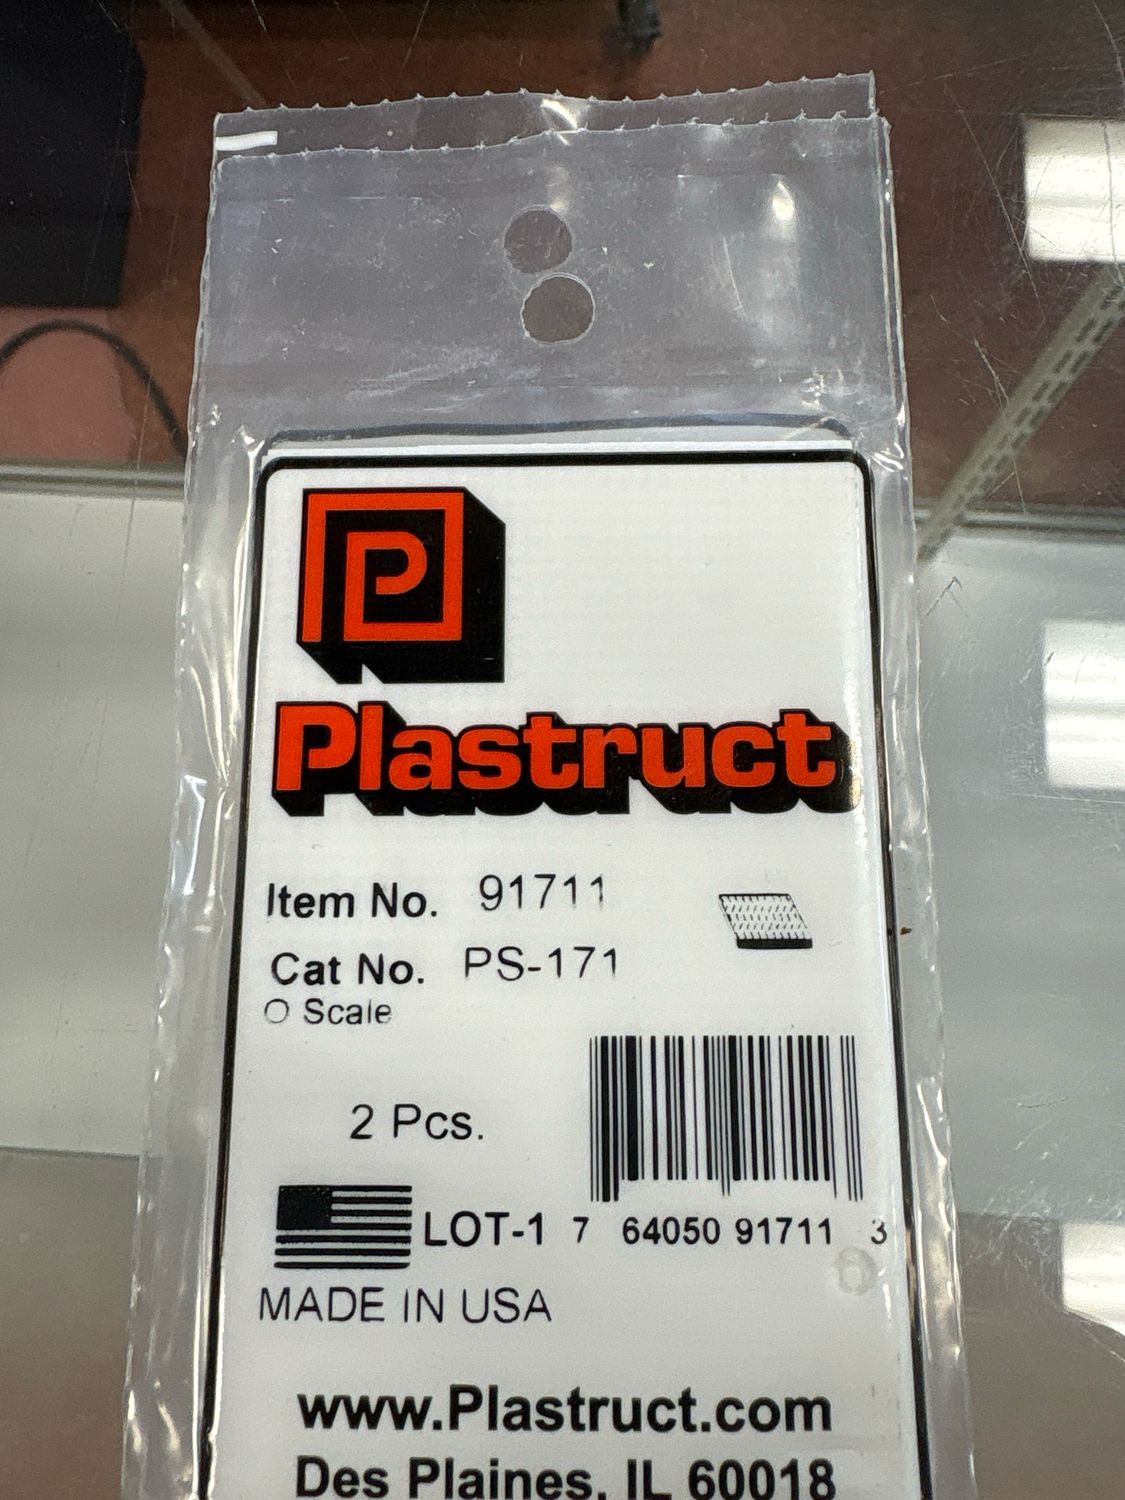 P
Plastruct
Item No. 91711
Cat No. PS-171
O Scale
2 Pcs.
LOT-1 7 64050 91711 3
MADE IN USA
www.Plastruct.com
Des Plaines, IL 60018